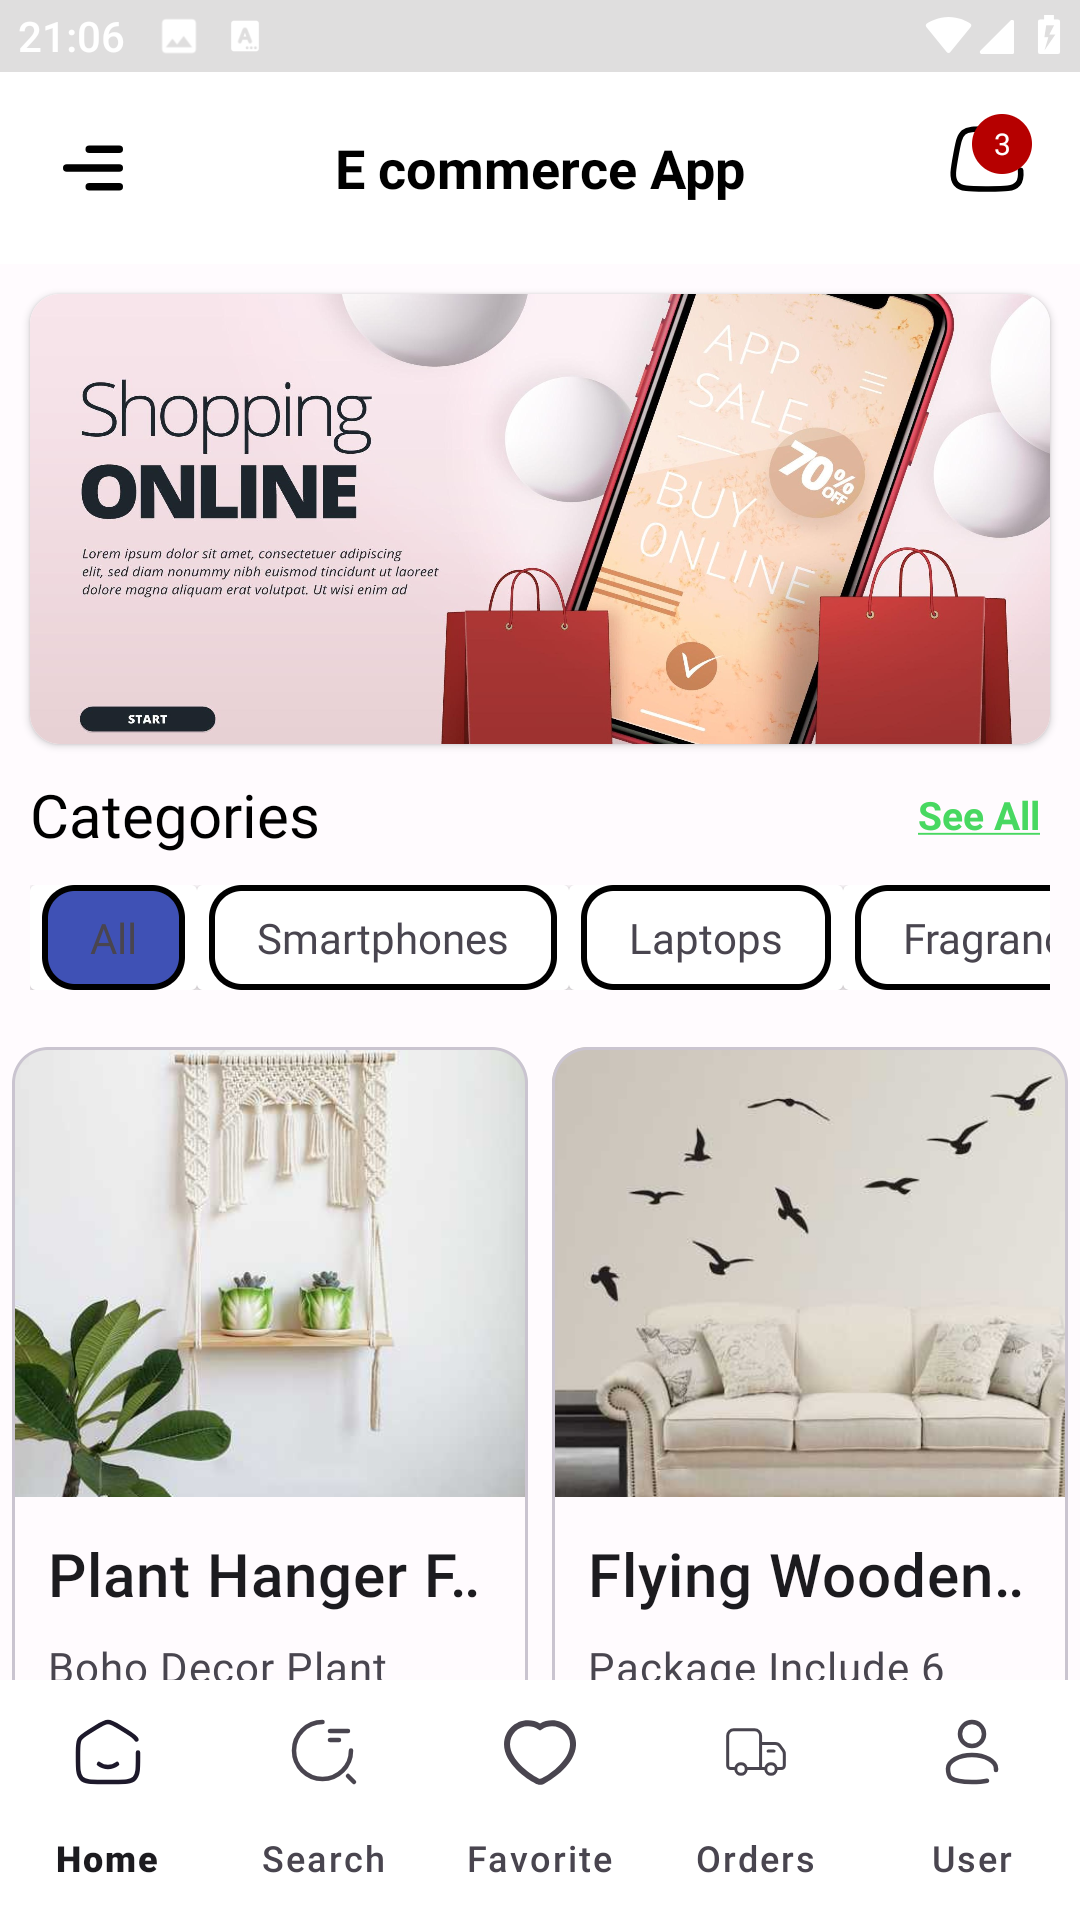 21:06
E commerce App
3
Shopping
ONLINE
Lorem ipsum dolor sit amet, consectetuer adipiscing
elit, sed diam nonummy nibh euismod tincidunt ut laoreet
dolore magna aliquam erat volutpat. Ut wisi enim ad
START
APP
SALE
70%
OFF
BUY
ONLINE
Categories
See All
All
Smartphones
Laptops
Fragranc
Plant Hanger F..
Flying Wooden..
Boho Decor Plant
Package Include 6
Home
Search
Favorite
Orders
User